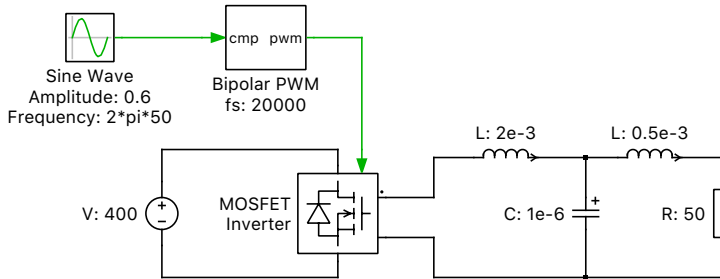 cmp pwm
Sine Wave
Amplitude: 0.6
Frequency: 2*pi*50
Bipolar PWM
fs: 20000
L: 2e-3
L: 0.5e-3
V: 400
MOSFET
Inverter
C: 1e-6
R: 50